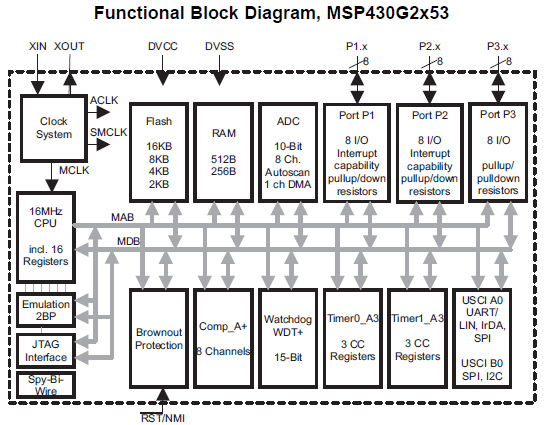 Functional Block Diagram, MSP430G2x53
XIN XOUT DVCC DVSS P1.x P2.x P3.x
8 8 8
Clock
System
ACLK
SMCLK
MCLK
Flash
16KB
8KB
4KB
2KB
RAM
512B
256B
ADC
10-Bit
8 Ch.
Autoscan
1 ch DMA
Port P1
8 I/O
Interrupt
capability
pullup/down
resistors
Port P2
8 I/O
Interrupt
capability
pullup/down
resistors
Port P3
8 I/O
pullup/
pulldown
resistors
16MHz
CPU
incl. 16
Registers
MAB
MDB
Emulation
2BP
JTAG
Interface
Spy-Bi-
Wire
Brownout
Protection
Comp_A+
8 Channels
Watchdog
WDT+
15-Bit
Timer0_A3
3 CC
Registers
Timer1_A3
3 CC
Registers
USCI A0
UART/
LIN, IrDA,
SPI
USCI B0
SPI, I2C
RST/NMI